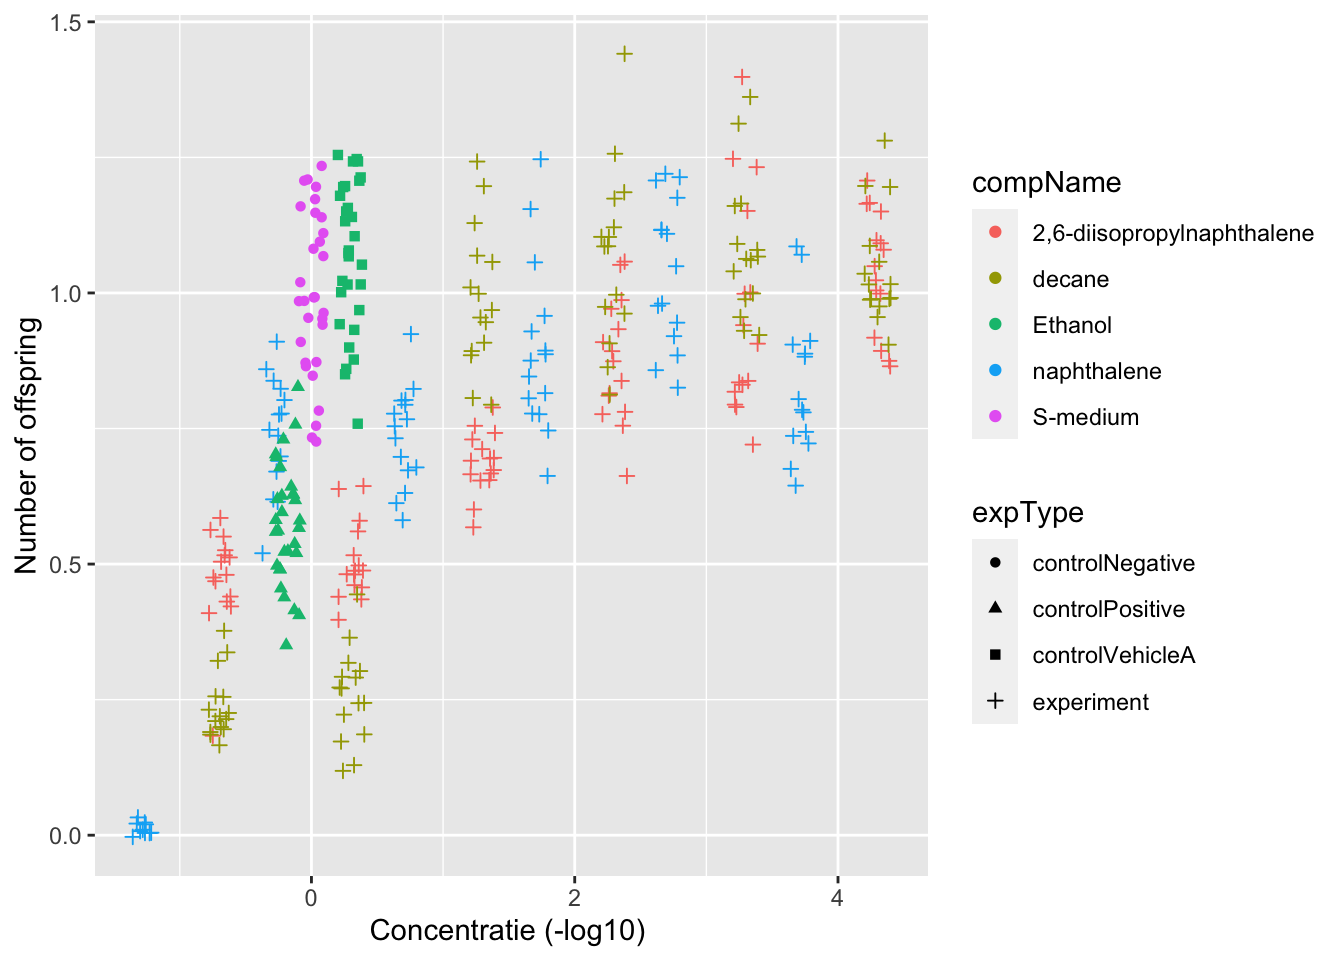 1.5
1.0
0.5
0.0
Number of offspring
0
2
4
Concentratie (-log10)
compName
2,6-diisopropylnaphthalene
decane
Ethanol
naphthalene
S-medium
expType
controlNegative
controlPositive
controlVehicleA
experiment